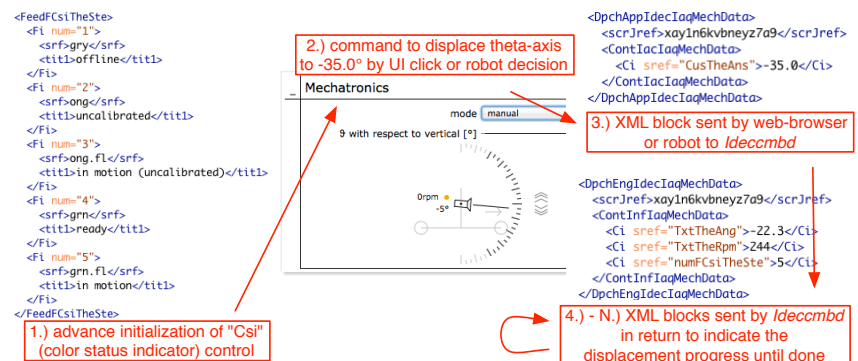 <FeedFCsiTheSte>
<Fi num="1">
<srf>gry</srf>
<tit1>offline</tit1>
</Fi>
<Fi num="2">
<srf>ong</srf>
<tit1>uncalibrated</tit1>
</Fi>
<Fi num="3">
<srf>ong.fl</srf>
<tit1>in motion (uncalibrated)</tit1>
</Fi>
<Fi num="4">
<srf>grn</srf>
<tit1>ready</tit1>
</Fi>
<Fi num="5">
<srf>grn.fl</srf>
<tit1>in motion</tit1>
</Fi>
</FeedFCsiTheSte>
1.) advance initialization of "Csi"
(color status indicator) control
2.) command to displace theta-axis
to -35.0° by UI click or robot decision
Mechatronics
mode manual
ϑ with respect to vertical [°]
0rpm
-5°
<DpchAppIdecIaqMechData>
<scrJref>xay1n6kvbneyz7a9</scrJref>
<ContIacIaqMechData>
<Ci sref="CusTheAns">-35.0</Ci>
</ContIacIaqMechData>
</DpchAppIdecIaqMechData>
3.) XML block sent by web-browser
or robot to Ideccmbd
<DpchEngIdecIaqMechData>
<scrJref>xay1n6kvbneyz7a9</scrJref>
<ContInfIaqMechData>
<Ci sref="TxtTheAng">-22.3</Ci>
<Ci sref="TxtTheRpm">244</Ci>
<Ci sref="numFCsiTheSte">5</Ci>
</ContInfIaqMechData>
</DpchEngIdecIaqMechData>
4.) - N.) XML blocks sent by Ideccmbd
in return to indicate the
displacement progress until done